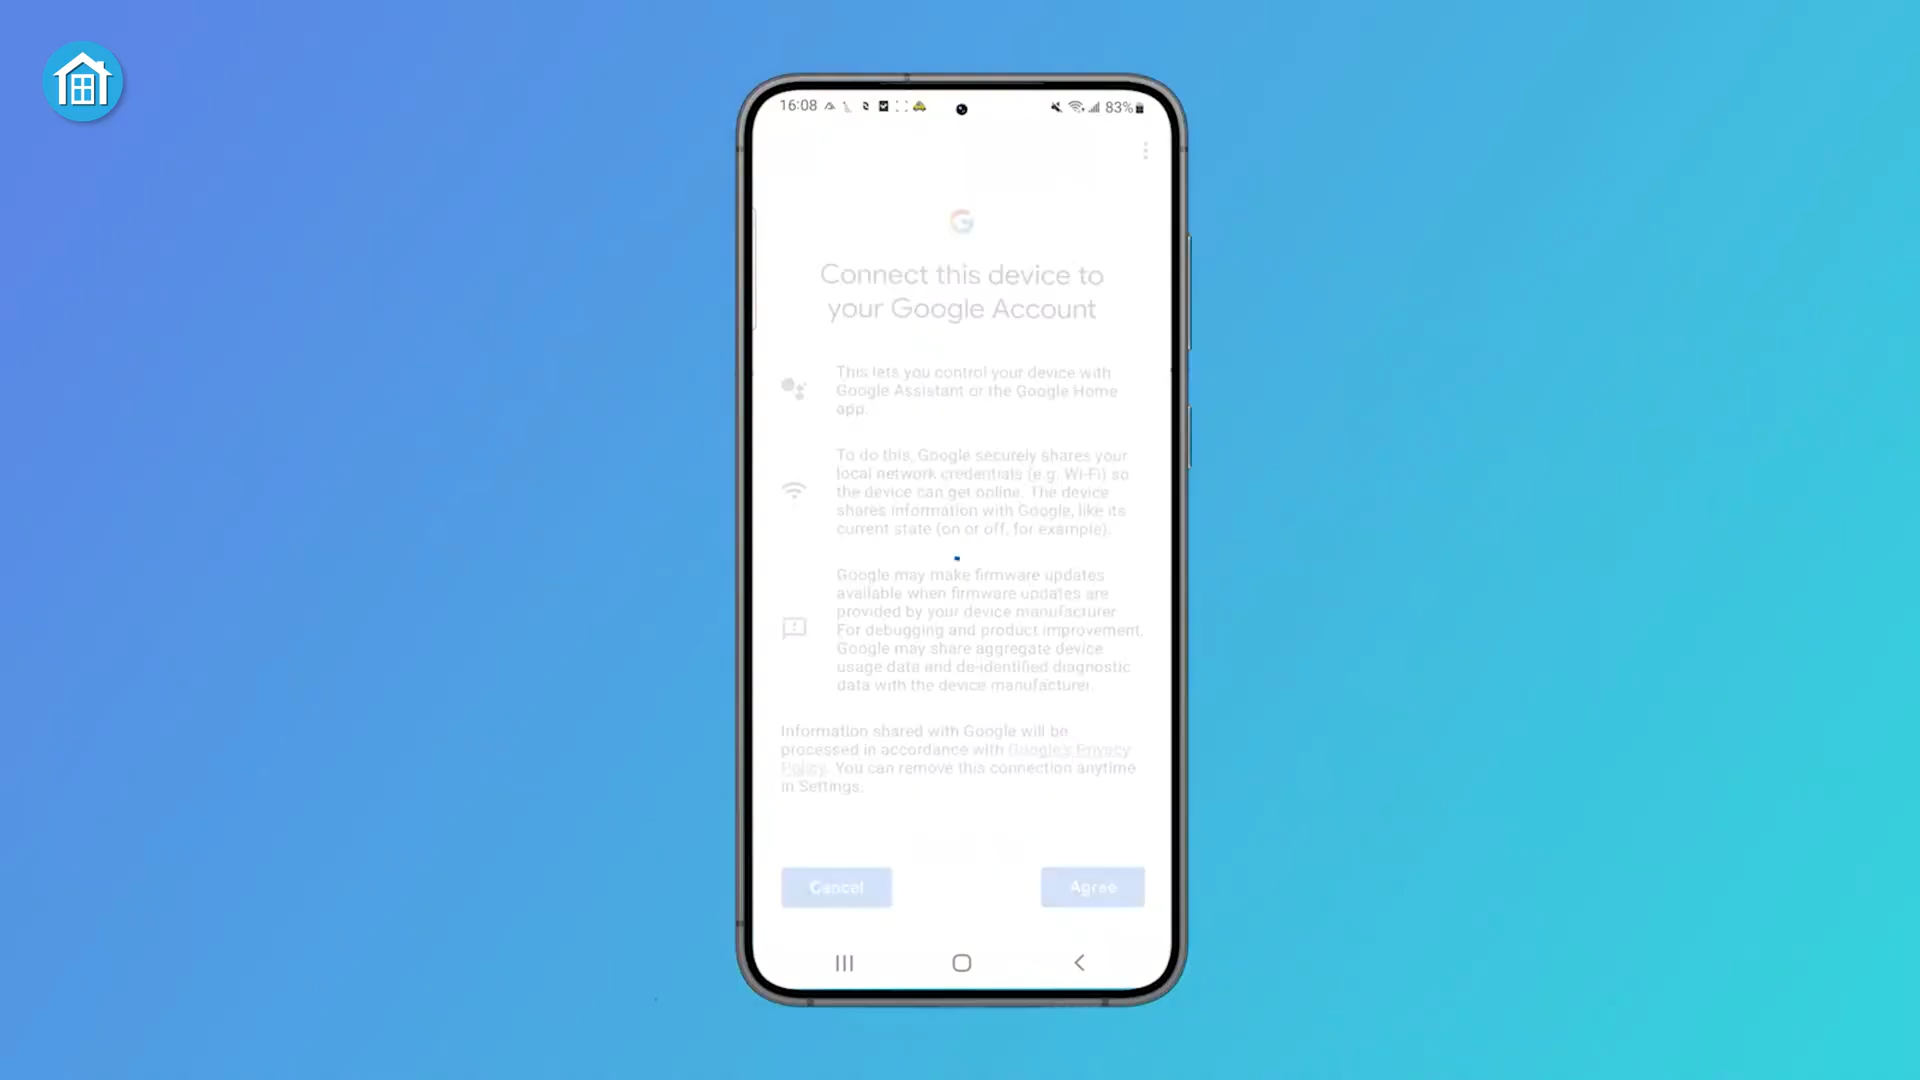 16:08
83%
Connect this device to
your Google Account
This lets you control your device with
Google Assistant or the Google Home
app.
To do this, Google securely shares your
local network credentials (e.g. Wi-Fi) so
the device can get online. The device
shares information with Google, like its
current state (on or off, for example).
Google may make firmware updates
available when firmware updates are
provided by your device manufacturer.
For debugging and product improvement,
Google may share aggregate device
usage data and de-identified diagnostic
data with the device manufacturer.
Information shared with Google will be
processed in accordance with Google's Privacy
Policy. You can remove this connection anytime
in Settings.
Cancel
Agree